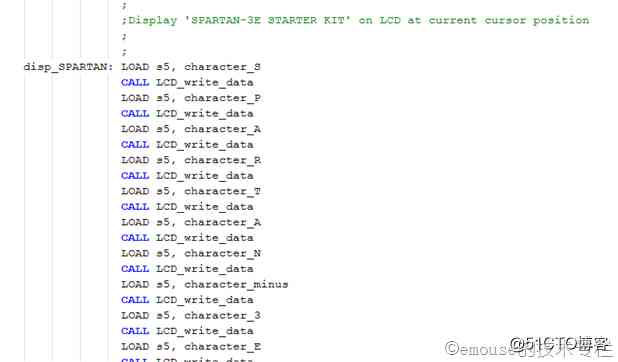 ;
;Display 'SPARTAN-3E STARTER KIT' on LCD at current cursor position
;
;
disp_SPARTAN: LOAD s5, character_S
CALL LCD_write_data
LOAD s5, character_P
CALL LCD_write_data
LOAD s5, character_A
CALL LCD_write_data
LOAD s5, character_R
CALL LCD_write_data
LOAD s5, character_T
CALL LCD_write_data
LOAD s5, character_A
CALL LCD_write_data
LOAD s5, character_N
CALL LCD_write_data
LOAD s5, character_minus
CALL LCD_write_data
LOAD s5, character_3
CALL LCD_write_data
LOAD s5, character_E
CALL LCD_write_data
@51CTO博客
©emouse的技术专栏